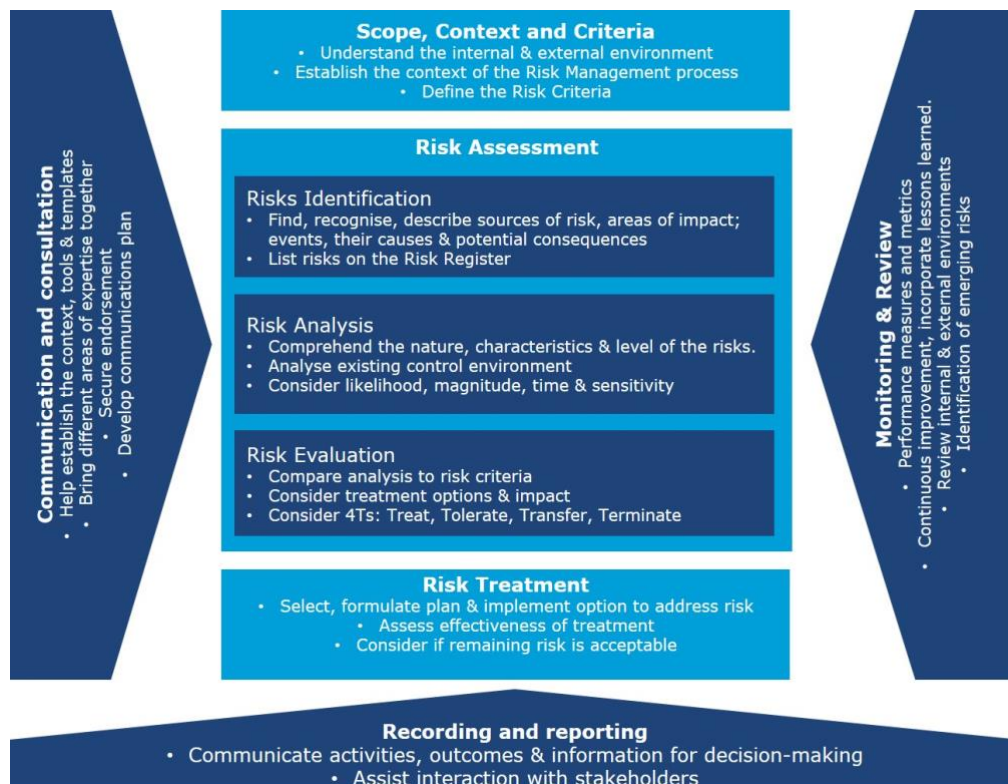 Scope, Context and Criteria
• Understand the internal & external environment
• Establish the context of the Risk Management process
• Define the Risk Criteria
Communication and consultation
• Help establish the context, tools & templates
• Bring different areas of expertise together
• Secure endorsement
• Develop communications plan
Risk Assessment
Risks Identification
• Find, recognise, describe sources of risk, areas of impact;
events, their causes & potential consequences
• List risks on the Risk Register
Risk Analysis
• Comprehend the nature, characteristics & level of the risks.
• Analyse existing control environment
• Consider likelihood, magnitude, time & sensitivity
Risk Evaluation
• Compare analysis to risk criteria
• Consider treatment options & impact
• Consider 4Ts: Treat, Tolerate, Transfer, Terminate
Risk Treatment
• Select, formulate plan & implement option to address risk
• Assess effectiveness of treatment
• Consider if remaining risk is acceptable
Monitoring & Review
• Performance measures and metrics
• Continuous improvement, incorporate lessons learned.
• Review internal & external environments
• Identification of emerging risks
Recording and reporting
• Communicate activities, outcomes & information for decision-making
• Assist interaction with stakeholders